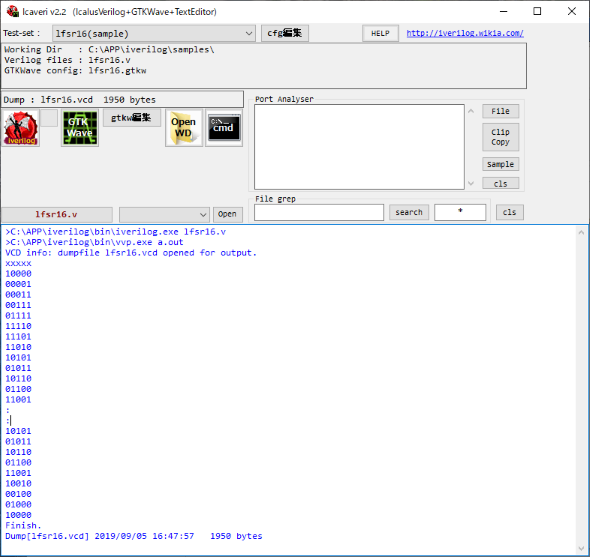 Icaveri v2.2 (IcalusVerilog+GTKWave+TextEditor)
Test-set : lfsr16(sample) cfg編集 HELP http://iverilog.wikia.com/
Working Dir : C:\APP\iverilog\samples\
Verilog files : lfsr16.v
GTKWave config: lfsr16.gtkw
Dump : lfsr16.vcd 1950 bytes
iverilog
GTK
Wave
gtkw編集
Open
WD
C:\
cmd
Port Analyser
File
Clip
Copy
Sample
cls
lfsr16.v Open
File grep
search * cls
>C:\APP\iverilog\bin\iverilog.exe lfsr16.v
>C:\APP\iverilog\bin\vvp.exe a.out
VCD info: dumpfile lfsr16.vcd opened for output.
xxxxx
10000
00001
00011
00111
01111
11110
11101
11010
10101
01011
10110
01100
11001
:
:
10101
01011
10110
01100
11001
10010
00100
01000
10000
Finish.
Dump[lfsr16.vcd] 2019/09/05 16:47:57 1950 bytes